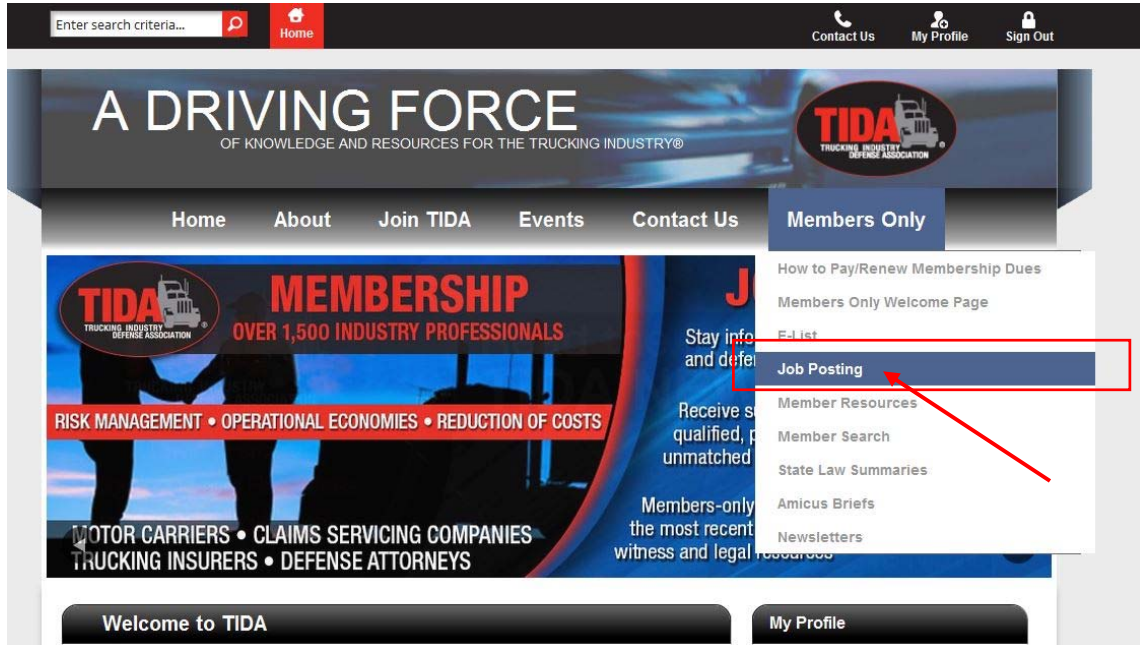 Enter search criteria...
Home
Contact Us
My Profile
Sign Out
A DRIVING FORCE
OF KNOWLEDGE AND RESOURCES FOR THE TRUCKING INDUSTRY®
TIDA
TRUCKING INDUSTRY
DEFENSE ASSOCIATION
®
Home
About
Join TIDA
Events
Contact Us
Members Only
How to Pay/Renew Membership Dues
Members Only Welcome Page
E-List
Job Posting
Member Resources
Member Search
State Law Summaries
Amicus Briefs
Newsletters
TIDA
TRUCKING INDUSTRY
DEFENSE ASSOCIATION
®
MEMBERSHIP
OVER 1,500 INDUSTRY PROFESSIONALS
RISK MANAGEMENT • OPERATIONAL ECONOMIES • REDUCTION OF COSTS
MOTOR CARRIERS • CLAIMS SERVICING COMPANIES
TRUCKING INSURERS • DEFENSE ATTORNEYS
J
Stay info
and defe
Receive s
qualified, p
unmatched
Members-only
the most recent
witness and legal resources
Welcome to TIDA
My Profile